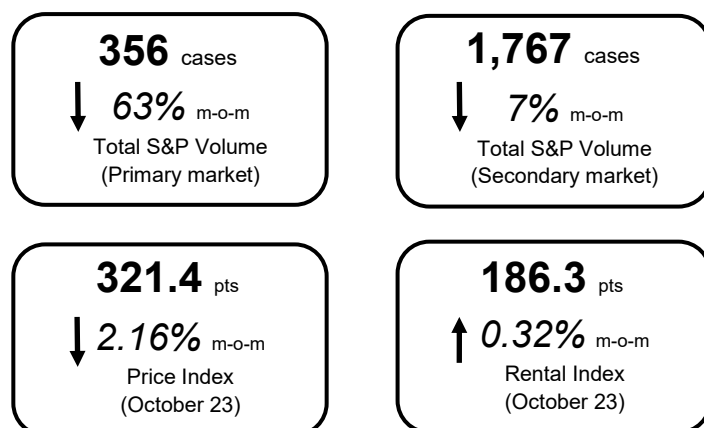 356 cases
63% m-o-m
Total S&P Volume
(Primary market)
1,767 cases
7% m-o-m
Total S&P Volume
(Secondary market)
321.4 pts
2.16% m-o-m
Price Index
(October 23)
186.3 pts
0.32% m-o-m
Rental Index
(October 23)